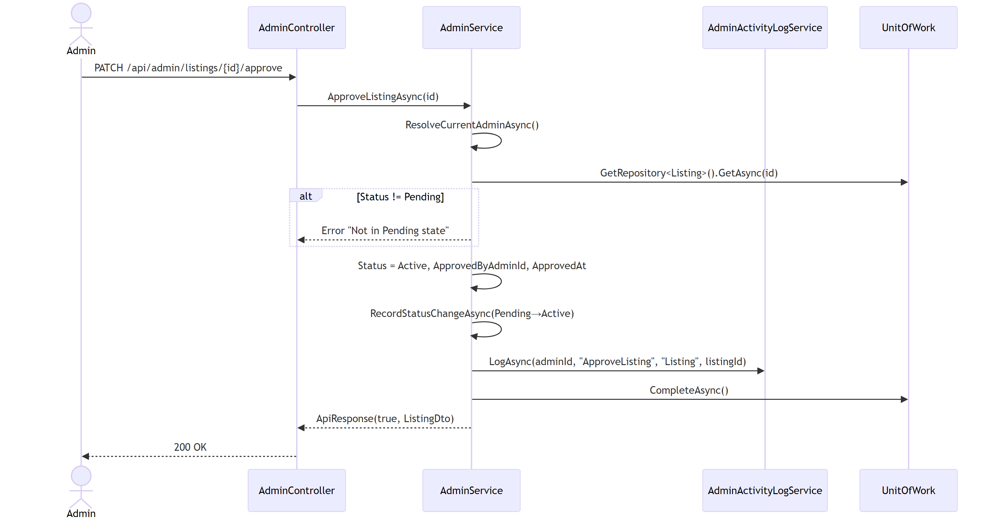 Admin
AdminController
AdminService
AdminActivityLogService
UnitOfWork
PATCH /api/admin/listings/{id}/approve
ApproveListingAsync(id)
ResolveCurrentAdminAsync()
GetRepository<Listing>().GetAsync(id)
alt
[Status != Pending]
Error "Not in Pending state"
Status = Active, ApprovedByAdminId, ApprovedAt
RecordStatusChangeAsync(Pending→Active)
LogAsync(adminId, "ApproveListing", "Listing", listingId)
CompleteAsync()
ApiResponse(true, ListingDto)
200 OK
Admin
AdminController
AdminService
AdminActivityLogService
UnitOfWork